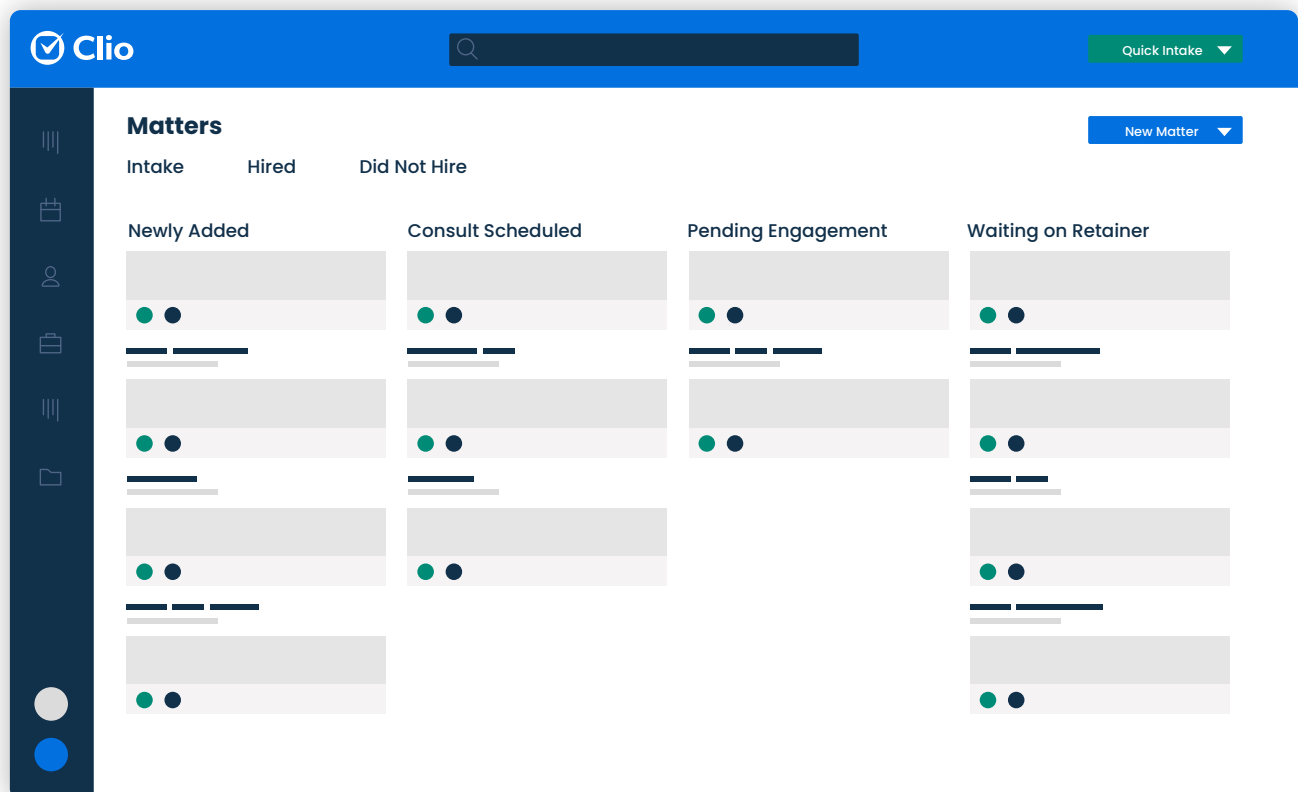 Clio
Quick Intake
Matters
New Matter
Intake Hired Did Not Hire
Newly Added Consult Scheduled Pending Engagement Waiting on Retainer